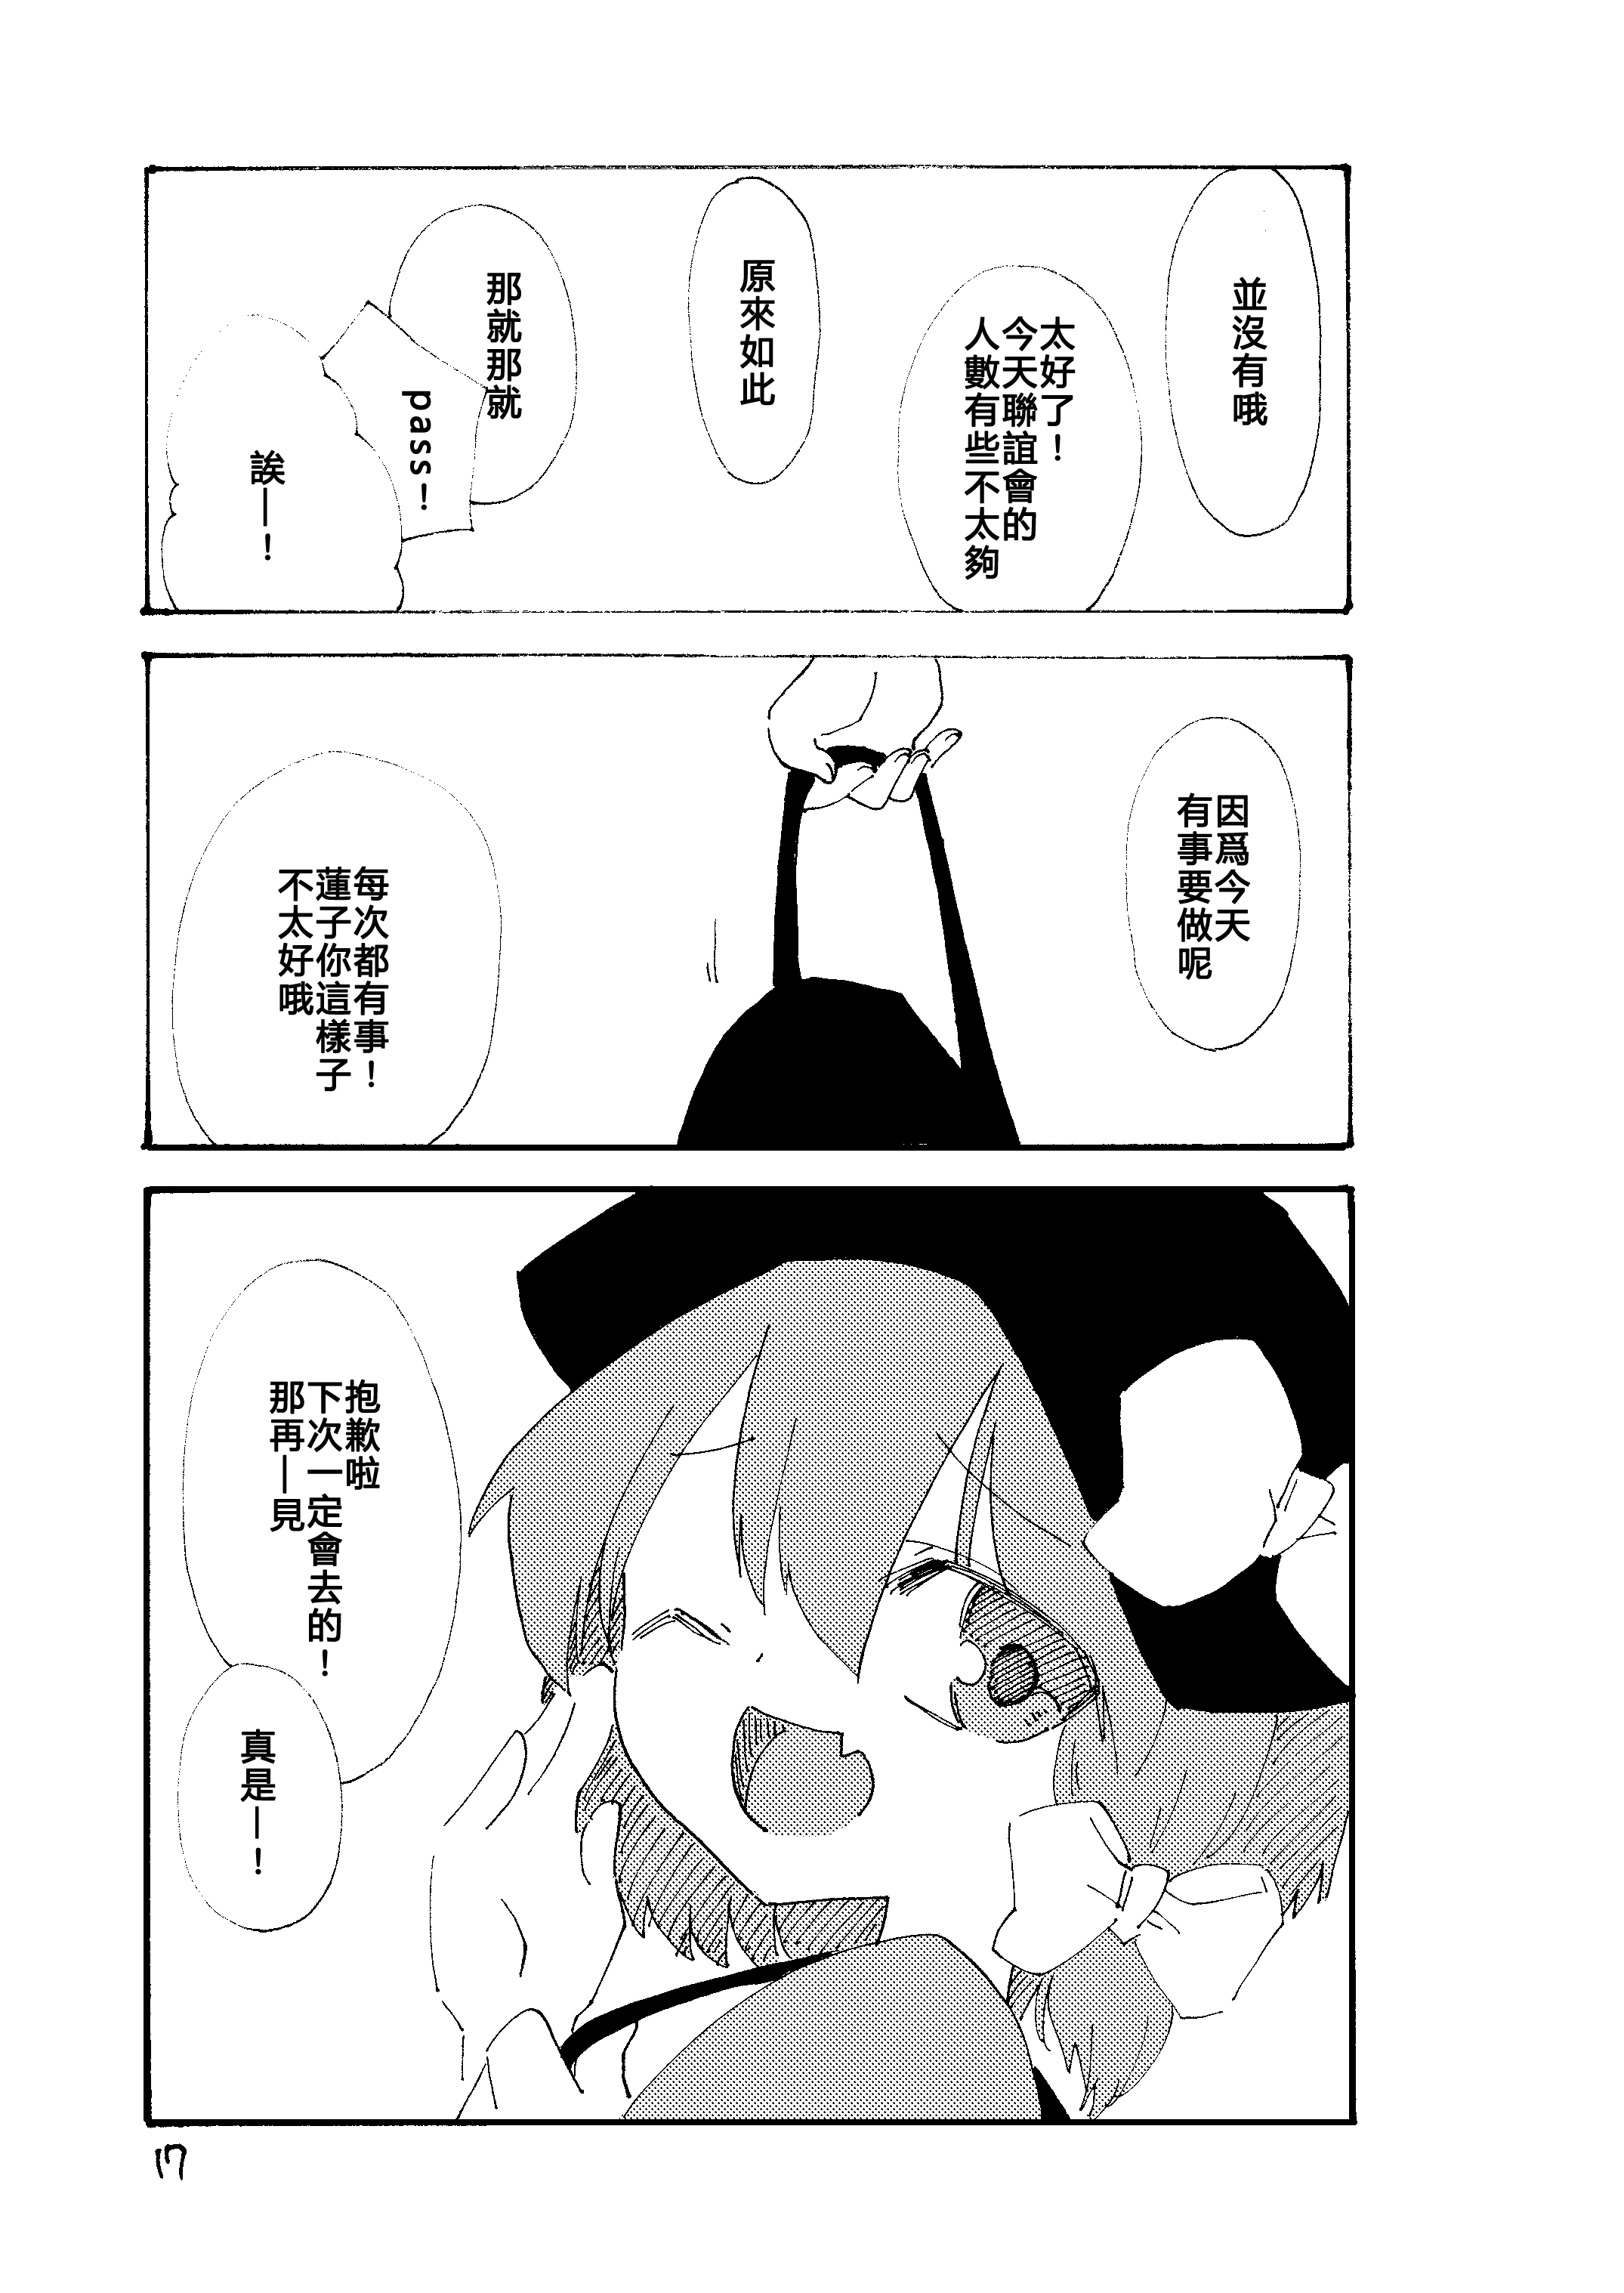 並沒有哦
太好了！
今天聯誼會的
人數有些不太夠
原來如此
那就那就
pass！
誒—！
因爲今天
有事要做呢
每次都有事！
蓮子你這樣子
不太好哦
抱歉啦
下次一定會去的！
那再—見
真是—！
17